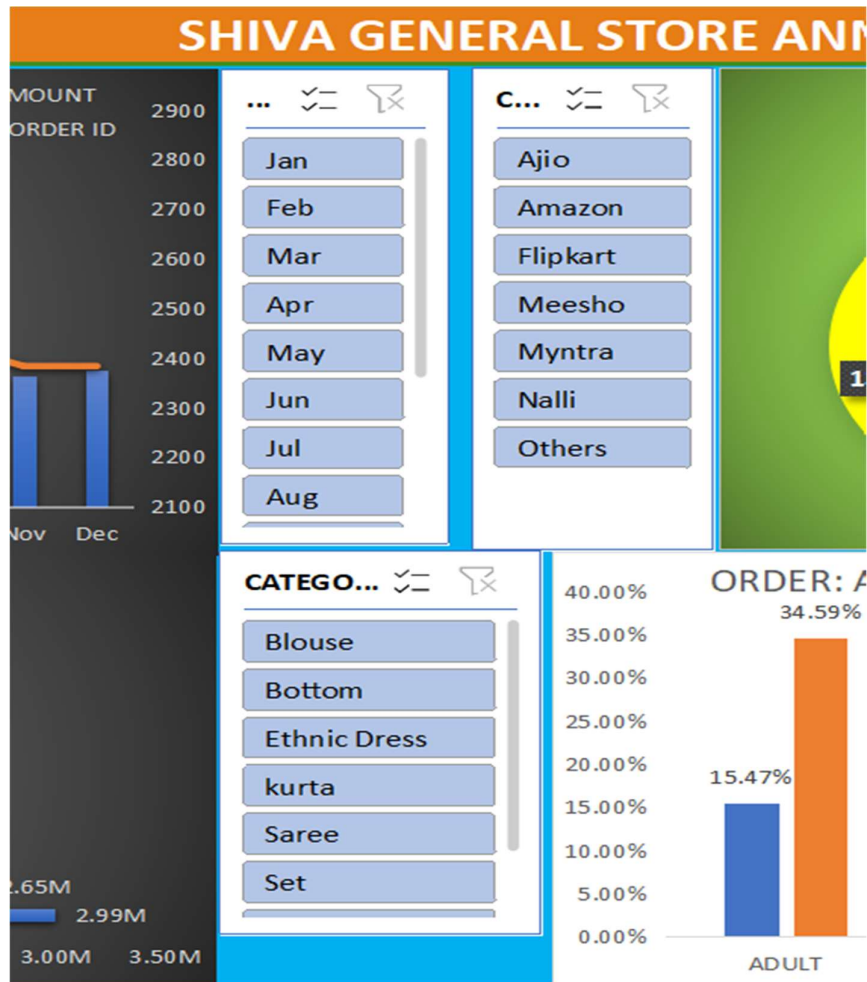 SHIVA GENERAL STORE ANN
MOUNT
ORDER ID
2900
2800
2700
2600
2500
2400
2300
2200
2100
Nov Dec
...
Jan
Feb
Mar
Apr
May
Jun
Jul
Aug
C...
Ajio
Amazon
Flipkart
Meesho
Myntra
Nalli
Others
1
2.65M
2.99M
3.00M 3.50M
CATEGO...
Blouse
Bottom
Ethnic Dress
kurta
Saree
Set
ORDER: A
40.00%
35.00%
30.00%
25.00%
20.00%
15.00%
10.00%
5.00%
0.00%
34.59%
15.47%
ADULT